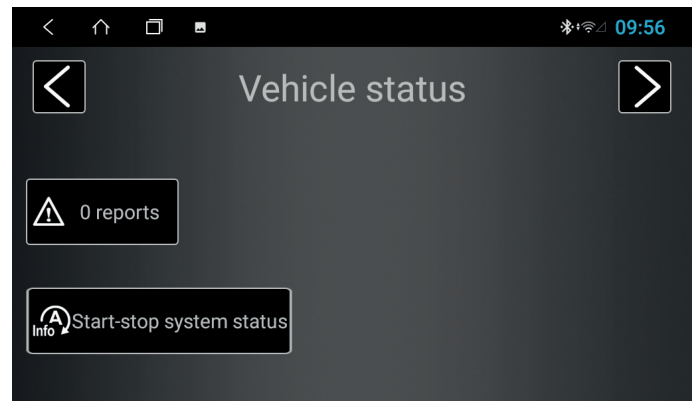 09:56
Vehicle status
0 reports
A
Info
Start-stop system status